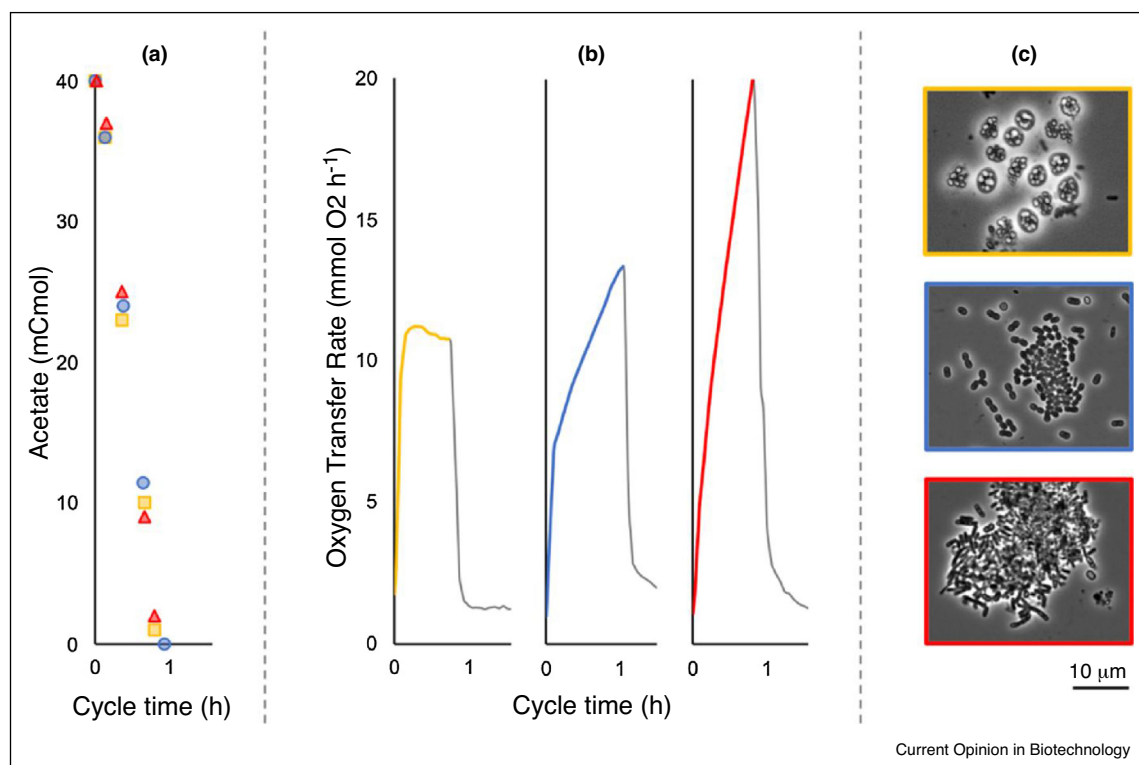 (a)
(b)
(c)
40
30
20
10
0
Acetate (mCmol)
0 1
Cycle time (h)
20
15
10
5
0
Oxygen Transfer Rate (mmol O2 h-1)
0 1
0 1
0 1
Cycle time (h)
10 μm
Current Opinion in Biotechnology